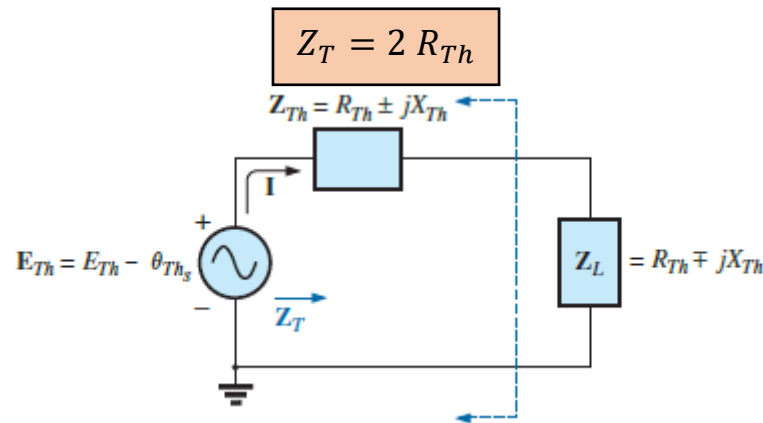 Z_T = 2 R_Th
Z_Th = R_Th ± jX_Th
I
+
E_Th = E_Th − θ_Th_s
Z_L = R_Th ∓ jX_Th
−
Z_T